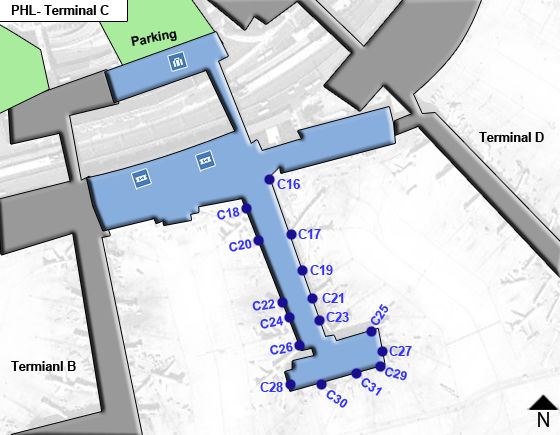 PHL- Terminal C
Parking
Terminal D
C16
C18
C17
C20
C19
C22
C21
C24
C23
C25
C26
C27
C29
C28
C30
C31
Termianl B
N